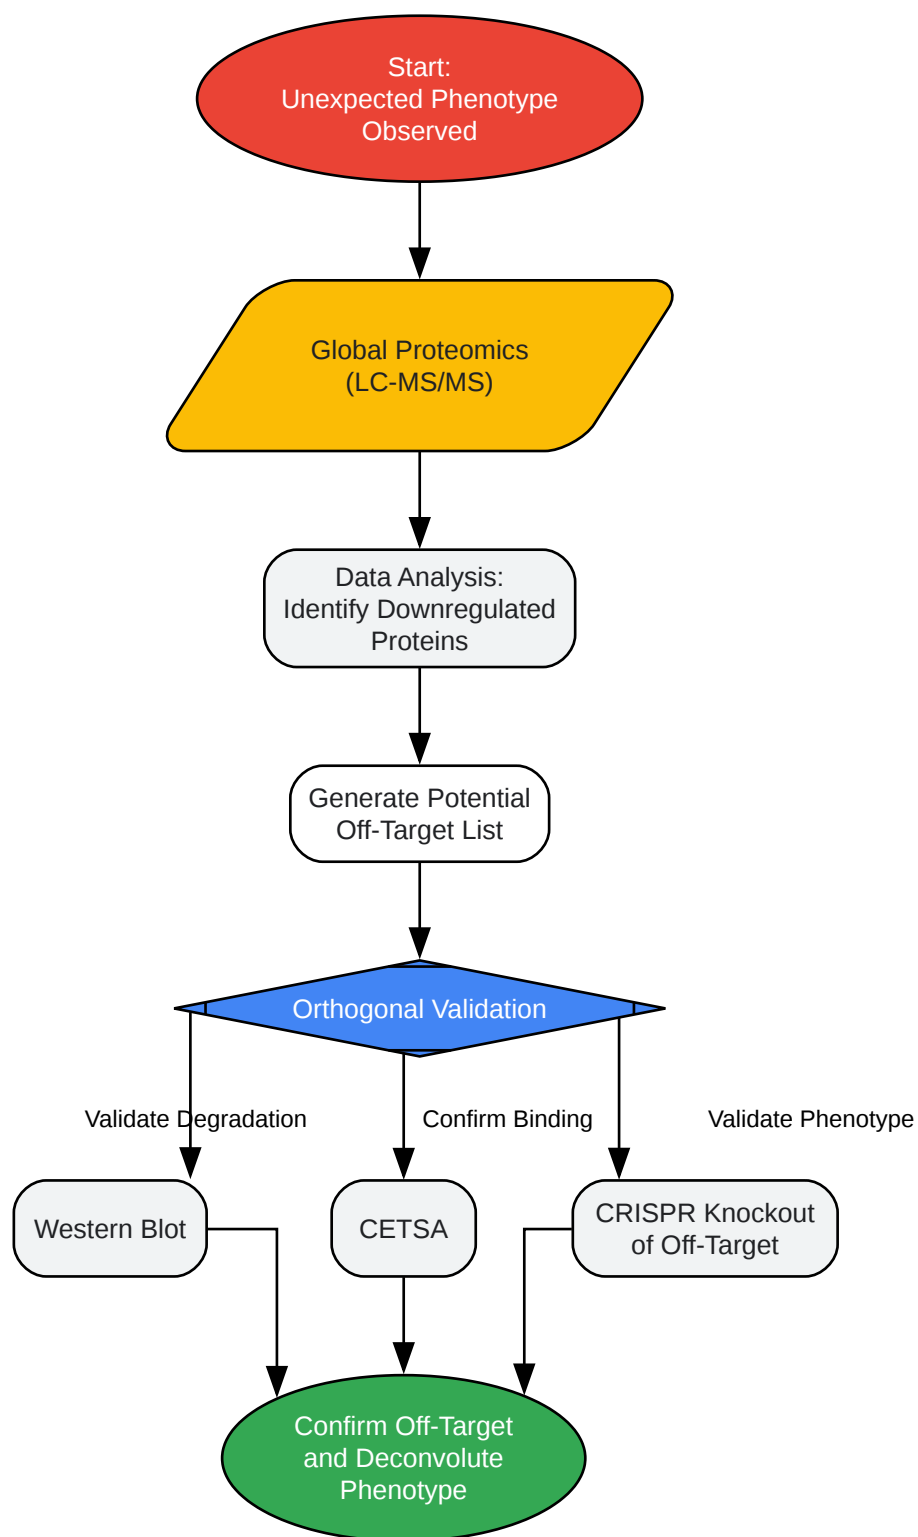 Start:
Unexpected Phenotype
Observed
Global Proteomics
(LC-MS/MS)
Data Analysis:
Identify Downregulated
Proteins
Generate Potential
Off-Target List
Orthogonal Validation
Validate Degradation
Confirm Binding
Validate Phenotype
Western Blot
CETSA
CRISPR Knockout
of Off-Target
Confirm Off-Target
and Deconvolute
Phenotype